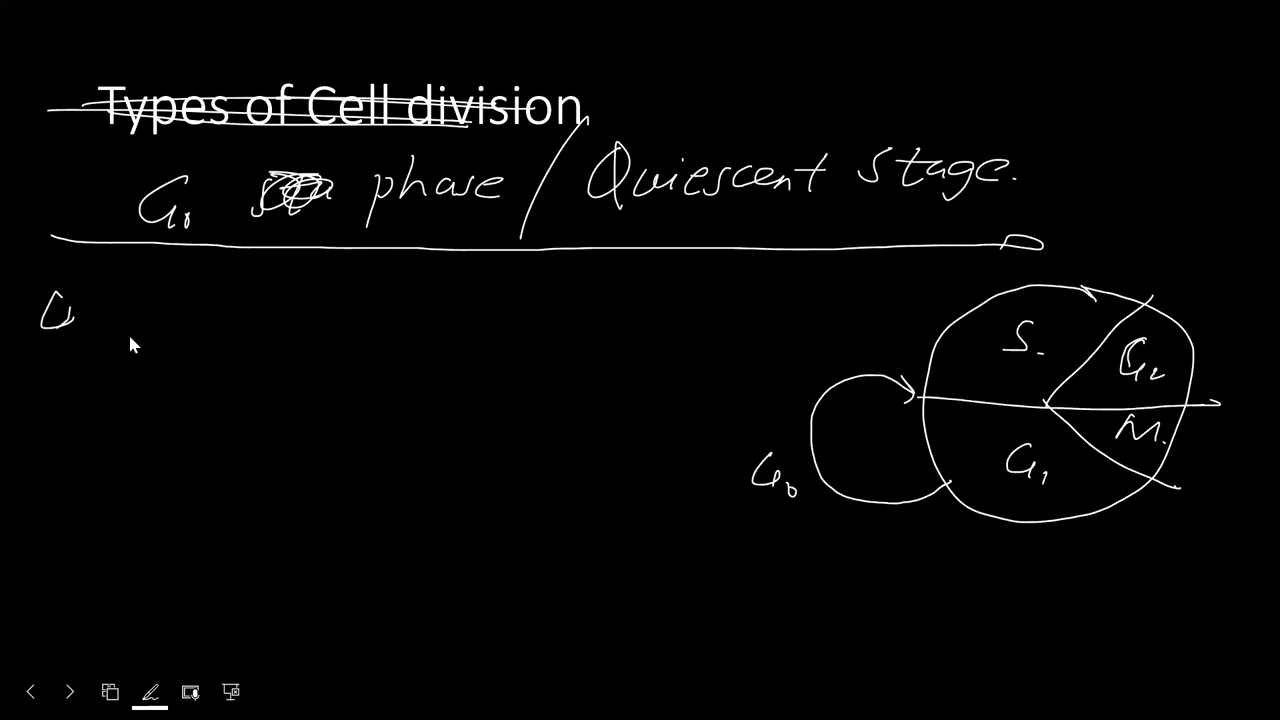 Types of Cell division
G0 phase / Quiescent stage.
S.
G2
M.
G1
G0